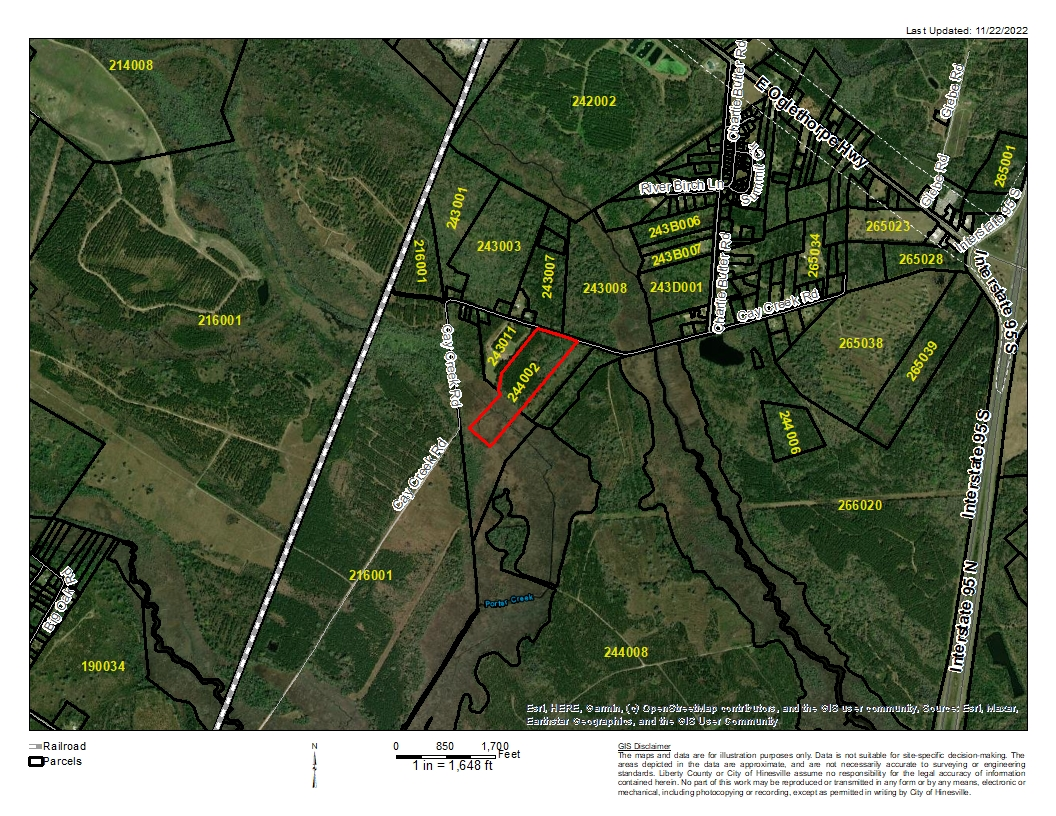 Last Updated: 11/22/2022
214008
242002
Charlie Butler Rd
E Oglethorpe Hwy
Glebe Rd
265001
River Birch Ln
Summit Ct
Glebe Rd
Interstate 95 S
243001
243B006
265023
216001
243003
243B007
265034
265028
243007
243008
243D001
Charlie Butler Rd
Cay Creek Rd
Interstate 95 S
216001
Cay Creek Rd
243011
265038
265039
244002
244006
Cay Creek Rd
Interstate 95 S
266020
216001
Big Oak Rd
Porter Creek
Interstate 95 N
190034
244008
Esri, HERE, Garmin, (c) OpenStreetMap contributors, and the GIS user community, Source: Esri, Maxar,
Earthstar Geographics, and the GIS User Community
Railroad
Parcels
N
0 850 1,700
Feet
1 in = 1,648 ft
GIS Disclaimer
The maps and data are for illustration purposes only. Data is not suitable for site-specific decision-making. The
areas depicted in the data are approximate, and are not necessarily accurate to surveying or engineering
standards. Liberty County or City of Hinesville assume no responsibility for the legal accuracy of information
contained herein. No part of this work may be reproduced or transmitted in any form or by any means, electronic or
mechanical, including photocopying or recording, except as permitted in writing by City of Hinesville.